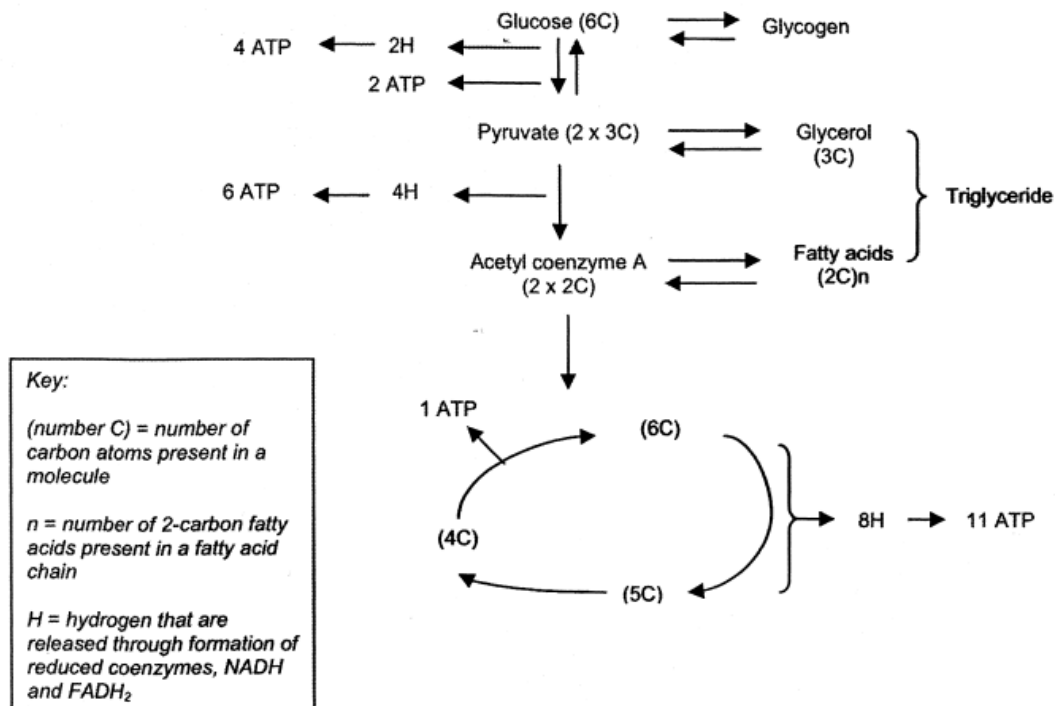 Glucose (6C)
Glycogen
4 ATP
2H
2 ATP
Pyruvate (2 x 3C)
Glycerol
(3C)
Triglyceride
6 ATP
4H
Acetyl coenzyme A
(2 x 2C)
Fatty acids
(2C)n
Key:
(number C) = number of
carbon atoms present in a
molecule
n = number of 2-carbon fatty
acids present in a fatty acid
chain
H = hydrogen that are
released through formation of
reduced coenzymes, NADH
and FADH₂
1 ATP
(6C)
(4C)
(5C)
8H
11 ATP